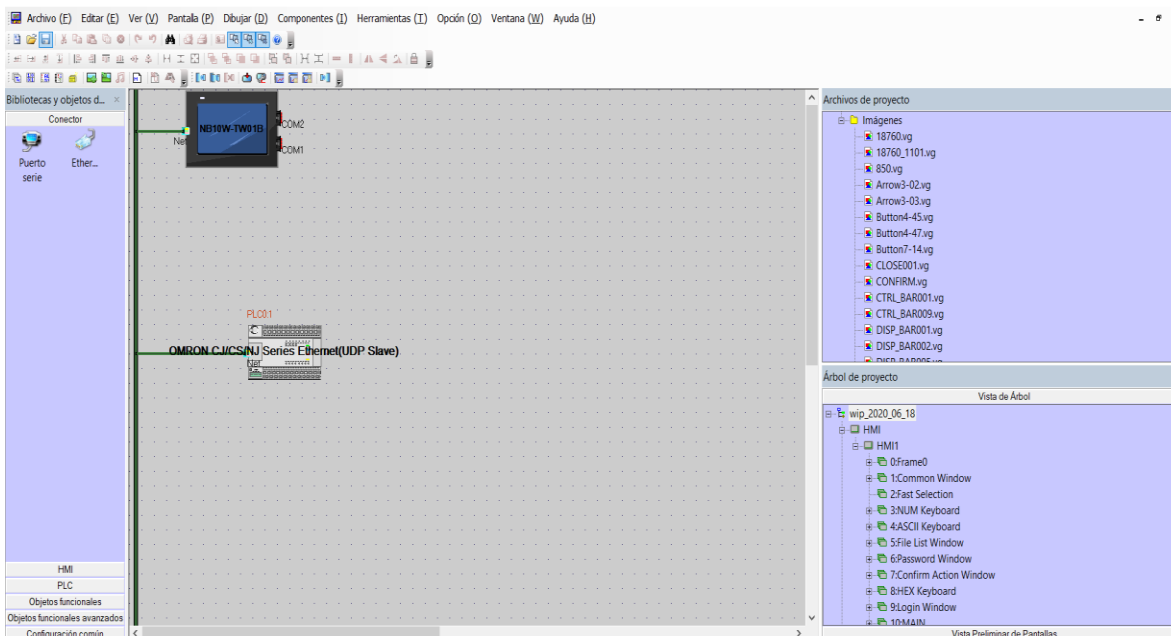 Archivo (F) Editar (E) Ver (V) Pantalla (P) Dibujar (D) Componentes (I) Herramientas (T) Opción (O) Ventana (W) Ayuda (H)
Bibliotecas y objetos d...
Conector
Puerto serie
Ether...
HMI
PLC
Objetos funcionales
Objetos funcionales avanzados
Configuración común
NB10W-TW01B
COM2
COM1
Net
PLC0:1
OMRON CJ/CS/NJ Series Ethernet(UDP Slave)
Net
Archivos de proyecto
Imágenes
18760.vg
18760_1101.vg
850.vg
Arrow3-02.vg
Arrow3-03.vg
Button4-45.vg
Button4-47.vg
Button7-14.vg
CLOSE001.vg
CONFIRM.vg
CTRL_BAR001.vg
CTRL_BAR009.vg
DISP_BAR001.vg
DISP_BAR002.vg
Árbol de proyecto
Vista de Árbol
wip_2020_06_18
HMI
HMI1
0:Frame0
1:Common Window
2:Fast Selection
3:NUM Keyboard
4:ASCII Keyboard
5:File List Window
6:Password Window
7:Confirm Action Window
8:HEX Keyboard
9:Login Window
10:MAIN
Vista Preliminar de Pantallas